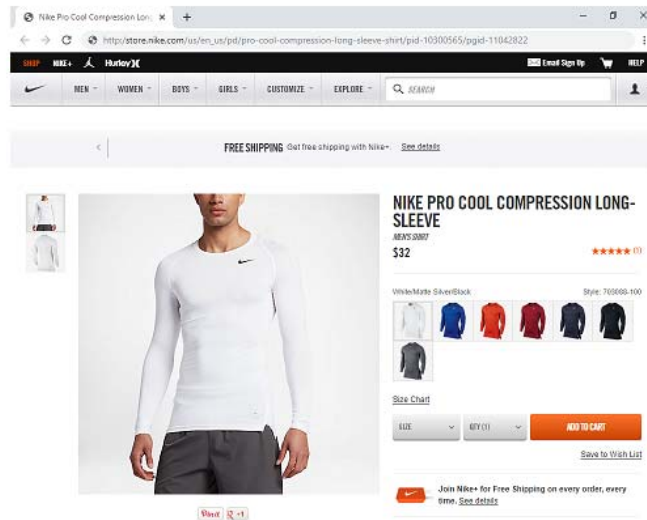 Nike Pro Cool Compression Lon
http:/store.nike.com/us/en_us/pd/pro-cool-compression-long-sleeve-shirt/pid-10300565/pgid-11042822
SHOP NIKE+ Hurley Email Sign Up HELP
MEN WOMEN BOYS GIRLS CUSTOMIZE EXPLORE SEARCH
FREE SHIPPING Get free shipping with Nike+. See details
NIKE PRO COOL COMPRESSION LONG-
SLEEVE
MEN'S SHIRT
$32 (1)
White/Matte Silver/Black Style: 703088-100
Size Chart
SIZE QTY (1) ADD TO CART
Save to Wish List
Join Nike+ for Free Shipping on every order, every
time. See details
Pin it +1